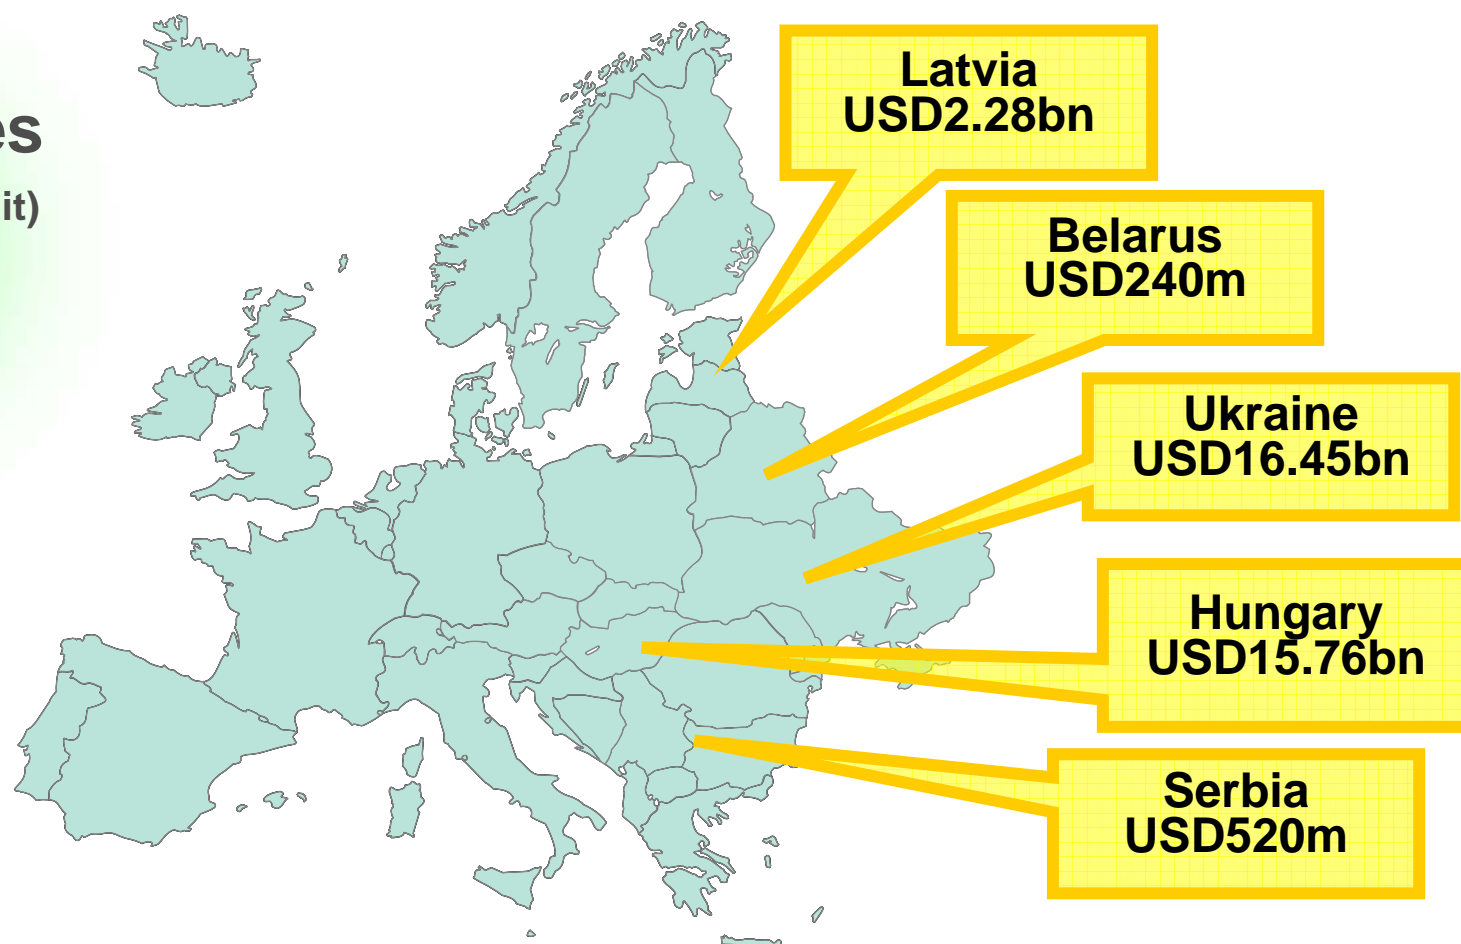 es
it)
Latvia
USD2.28bn
Belarus
USD240m
Ukraine
USD16.45bn
Hungary
USD15.76bn
Serbia
USD520m